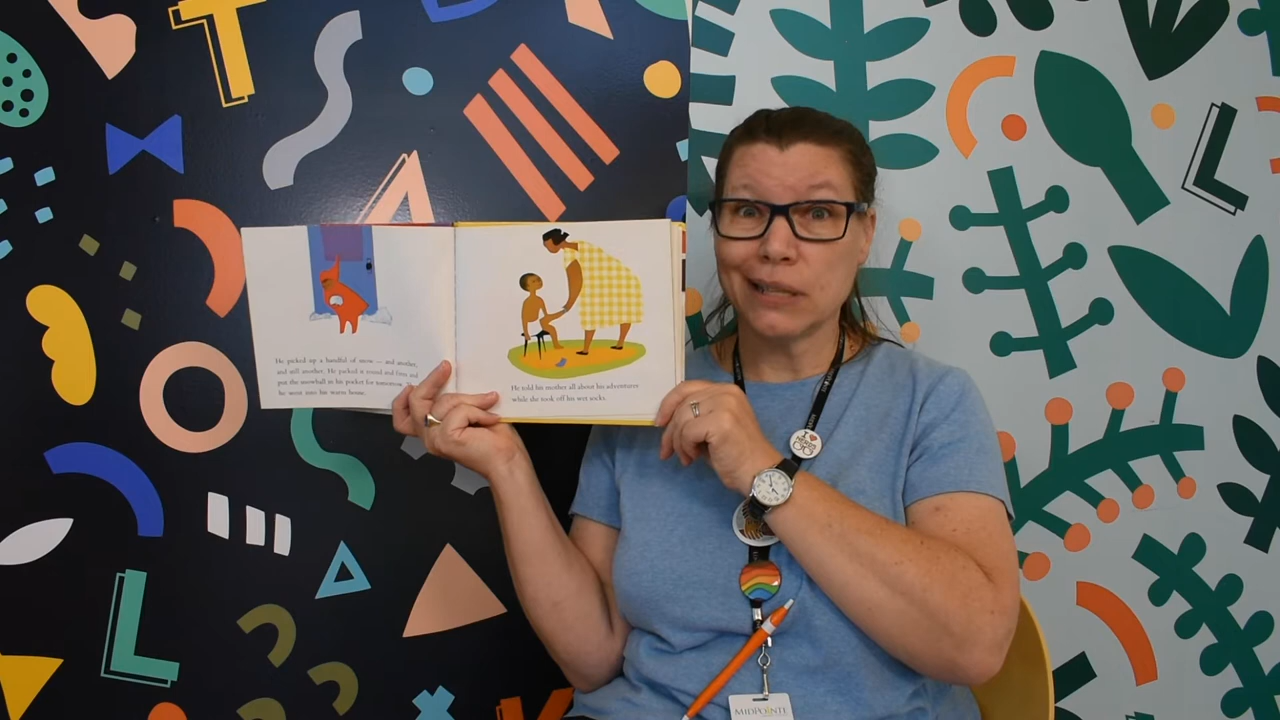 He picked up a handful of snow — and another,
and still another. He packed it round and firm and
put the snowball in his pocket for tomorrow,
he went into his warm house.
He told his mother all about his adventures
while she took off his wet socks.
I ♥
NERDS
MIDPOINTE